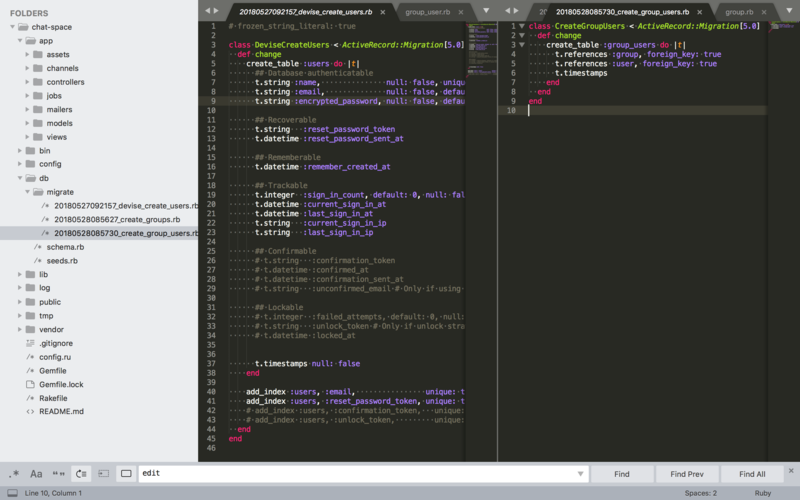 FOLDERS
chat-space
app
assets
channels
controllers
jobs
mailers
models
views
bin
config
db
migrate
20180527092157_devise_create_users.rb
20180528085627_create_groups.rb
20180528085730_create_group_users.rb
schema.rb
seeds.rb
lib
log
public
tmp
vendor
.gitignore
config.ru
Gemfile
Gemfile.lock
Rakefile
README.md
20180527092157_devise_create_users.rb × group_user.rb ×
1 # frozen_string_literal: true
2
3 class DeviseCreateUsers < ActiveRecord::Migration[5.0]
4 def change
5 create_table :users do |t|
6 ## Database authenticatable
7 t.string :name, null: false, uniqu
8 t.string :email, null: false, defau
9 t.string :encrypted_password, null: false, defau
10
11 ## Recoverable
12 t.string :reset_password_token
13 t.datetime :reset_password_sent_at
14
15 ## Rememberable
16 t.datetime :remember_created_at
17
18 ## Trackable
19 t.integer :sign_in_count, default: 0, null: fal
20 t.datetime :current_sign_in_at
21 t.datetime :last_sign_in_at
22 t.string :current_sign_in_ip
23 t.string :last_sign_in_ip
24
25 ## Confirmable
26 # t.string :confirmation_token
27 # t.datetime :confirmed_at
28 # t.datetime :confirmation_sent_at
29 # t.string :unconfirmed_email # Only if using
30
31 ## Lockable
32 # t.integer :failed_attempts, default: 0, null:
33 # t.string :unlock_token # Only if unlock stra
34 # t.datetime :locked_at
35
36
37 t.timestamps null: false
38 end
39
40 add_index :users, :email, unique: t
41 add_index :users, :reset_password_token, unique: t
42 # add_index :users, :confirmation_token, unique:
43 # add_index :users, :unlock_token, unique:
44 end
45 end
46
20180528085730_create_group_users.rb × group.rb ×
1 class CreateGroupUsers < ActiveRecord::Migration[5.0]
2 def change
3 create_table :group_users do |t|
4 t.references :group, foreign_key: true
5 t.references :user, foreign_key: true
6 t.timestamps
7 end
8 end
9 end
10
.* Aa “” edit Find Find Prev Find All ×
Line 10, Column 1 Spaces: 2 Ruby